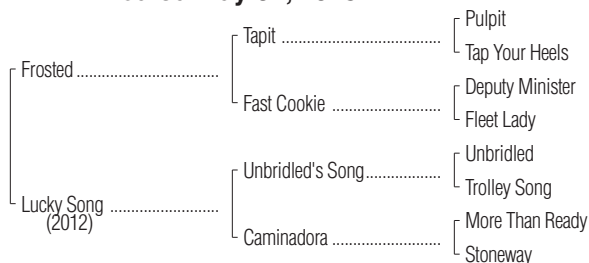 Tapit
Pulpit
Tap Your Heels
Frosted
Fast Cookie
Deputy Minister
Fleet Lady
Unbridled's Song
Unbridled
Trolley Song
Lucky Song
(2012)
Caminadora
More Than Ready
Stoneway